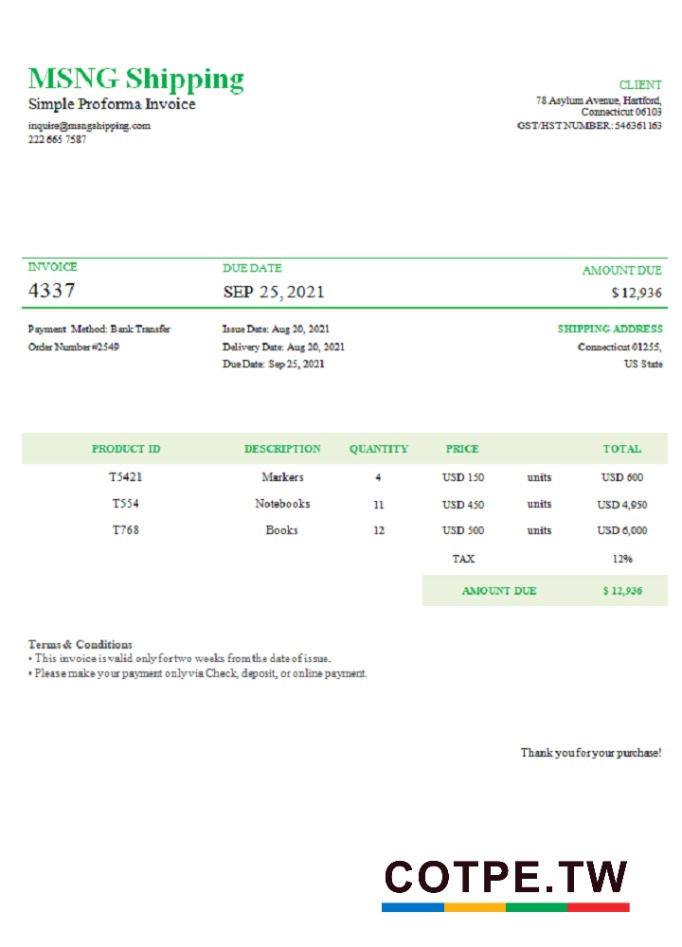 MSNG Shipping
Simple Proforma Invoice
inquire@msngshipping.com
222 665 7587
CLIENT
78 Asylum Avenue, Hartford,
Connecticut 06103
GST/HST NUMBER.: 546361163
INVOICE DUE DATE AMOUNT DUE
4337 SEP 25, 2021 $ 12,936
Payment Method: Bank Transfer Issue Date: Aug 20, 2021 SHIPPING ADDRESS
Order Number #2549 Delivery Date: Aug 20, 2021 Connecticut 01255,
Due Date: Sep 25, 2021 US State
PRODUCT ID DESCRIPTION QUANTITY PRICE TOTAL
T5421 Markers 4 USD 150 units USD 600
T554 Notebooks 11 USD 450 units USD 4,950
T768 Books 12 USD 500 units USD 6,000
TAX 12%
AMOUNT DUE $ 12,936
Terms & Conditions
• This invoice is valid only for two weeks from the date of issue.
• Please make your payment only via Check, deposit, or online payment.
Thank you for your purchase!
COTPE.TW